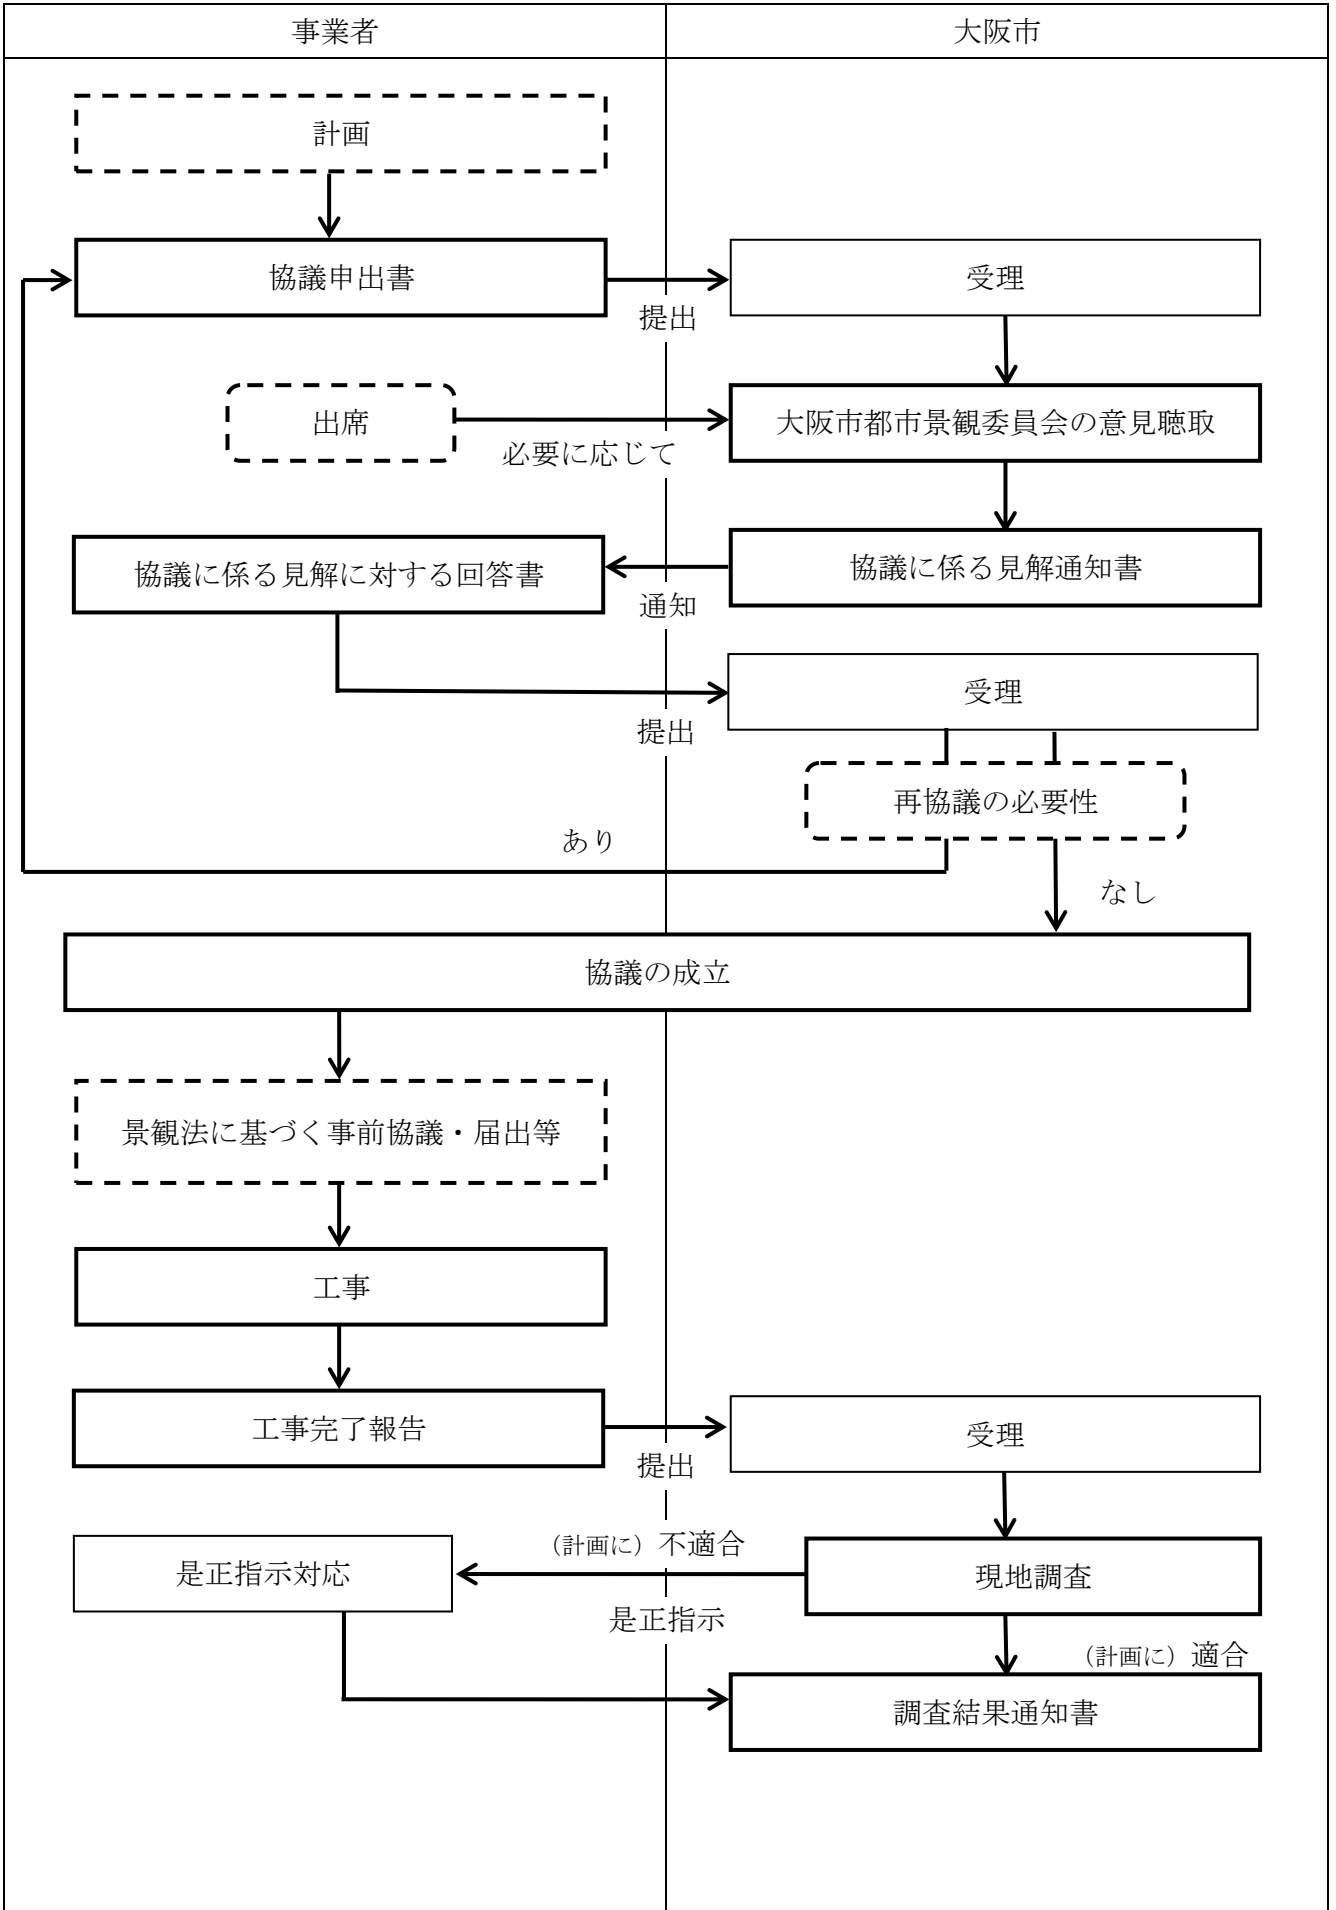 事業者
大阪市
計画
協議申出書
受理
提出
出席
大阪市都市景観委員会の意見聴取
必要に応じて
協議に係る見解に対する回答書
協議に係る見解通知書
通知
受理
提出
再協議の必要性
あり
なし
協議の成立
景観法に基づく事前協議・届出等
工事
工事完了報告
受理
提出
（計画に）不適合
是正指示対応
現地調査
是正指示
（計画に）適合
調査結果通知書